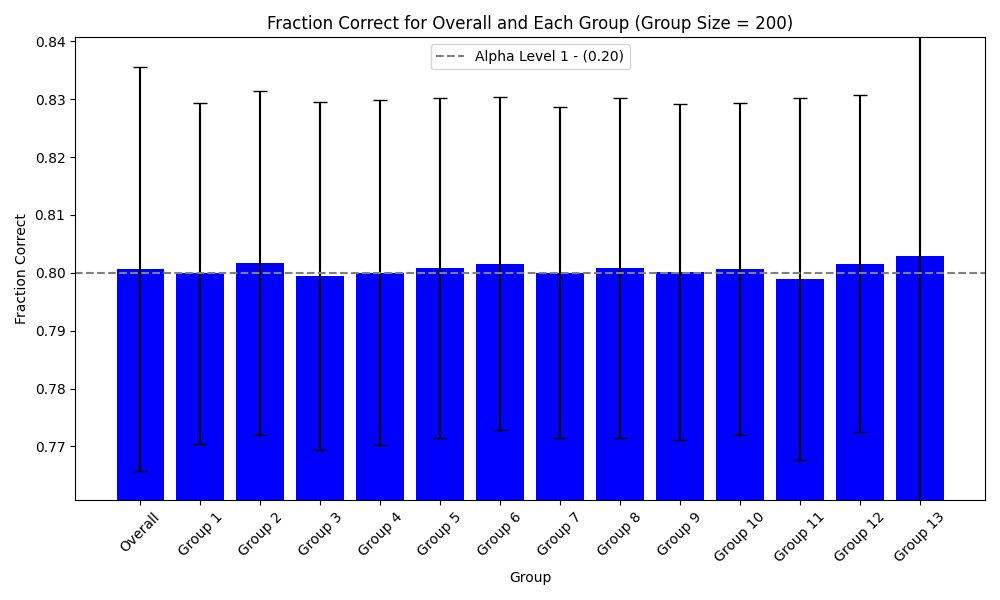 Fraction Correct for Overall and Each Group (Group Size = 200)
Alpha Level 1 - (0.20)
Fraction Correct
0.84
0.83
0.82
0.81
0.80
0.79
0.78
0.77
Overall
Group 1
Group 2
Group 3
Group 4
Group 5
Group 6
Group 7
Group 8
Group 9
Group 10
Group 11
Group 12
Group 13
Group